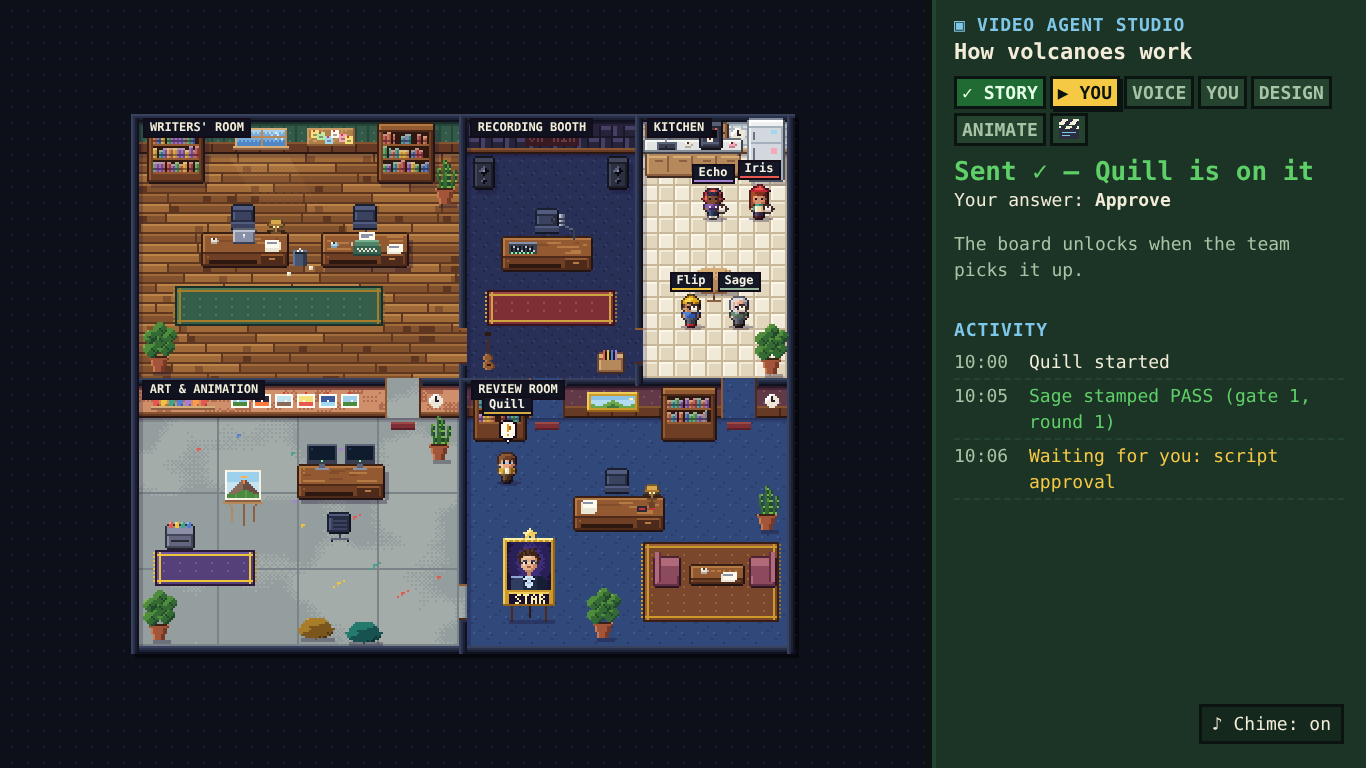 ▣ VIDEO AGENT STUDIO
How volcanoes work
✓ STORY ▶ YOU VOICE YOU DESIGN
ANIMATE
Sent ✓ — Quill is on it
Your answer: Approve
The board unlocks when the team
picks it up.
ACTIVITY
10:00 Quill started
10:05 Sage stamped PASS (gate 1,
round 1)
10:06 Waiting for you: script
approval
♪ Chime: on
WRITERS' ROOM
RECORDING BOOTH
KITCHEN
Echo
Iris
Flip
Sage
ART & ANIMATION
REVIEW ROOM
Quill
!
STAR